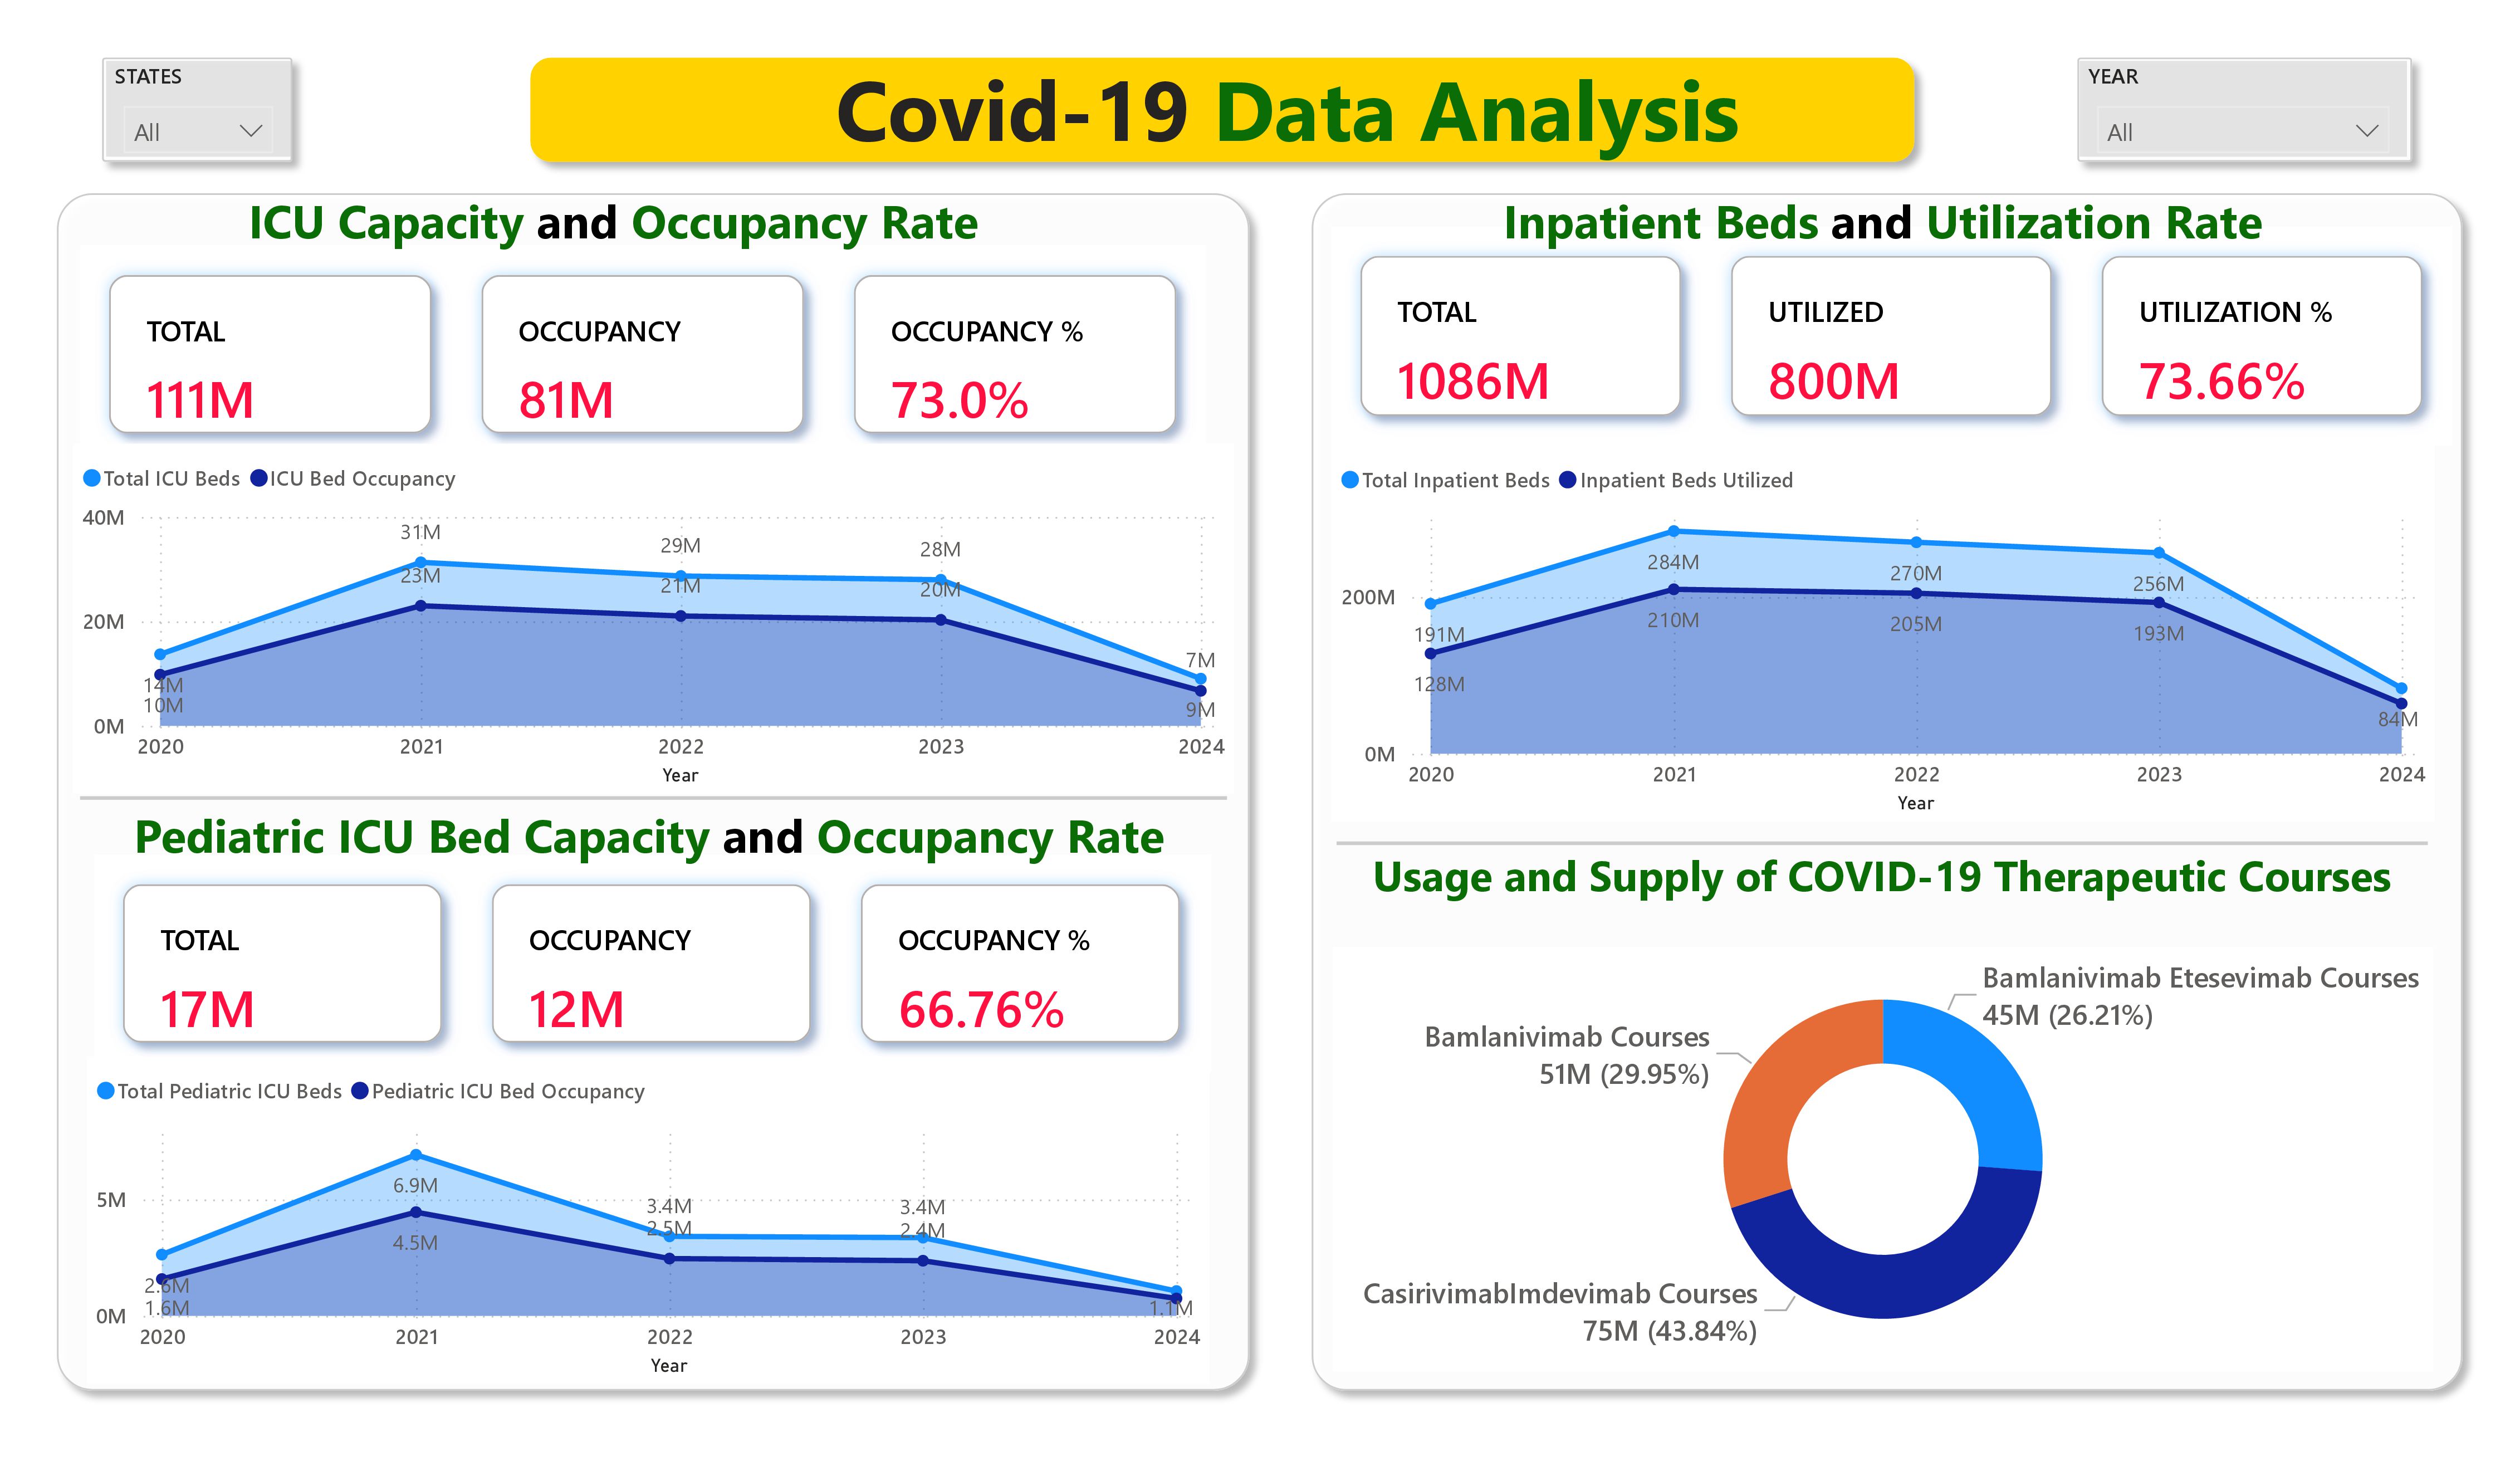 STATES
All
Covid-19 Data Analysis
YEAR
All
ICU Capacity and Occupancy Rate
TOTAL
111M
OCCUPANCY
81M
OCCUPANCY %
73.0%
Total ICU Beds ICU Bed Occupancy
40M
20M
0M
31M
29M
28M
23M
21M
20M
7M
14M
10M
9M
2020 2021 2022 2023 2024
Year
Pediatric ICU Bed Capacity and Occupancy Rate
TOTAL
17M
OCCUPANCY
12M
OCCUPANCY %
66.76%
Total Pediatric ICU Beds Pediatric ICU Bed Occupancy
5M
0M
6.9M
3.4M
3.4M
2.5M
2.4M
4.5M
2.6M
1.6M
1.1M
2020 2021 2022 2023 2024
Year
Inpatient Beds and Utilization Rate
TOTAL
1086M
UTILIZED
800M
UTILIZATION %
73.66%
Total Inpatient Beds Inpatient Beds Utilized
200M
0M
284M
270M
256M
191M
210M
205M
193M
128M
84M
2020 2021 2022 2023 2024
Year
Usage and Supply of COVID-19 Therapeutic Courses
Bamlanivimab Etesevimab Courses
45M (26.21%)
Bamlanivimab Courses
51M (29.95%)
CasirivimabImdevimab Courses
75M (43.84%)